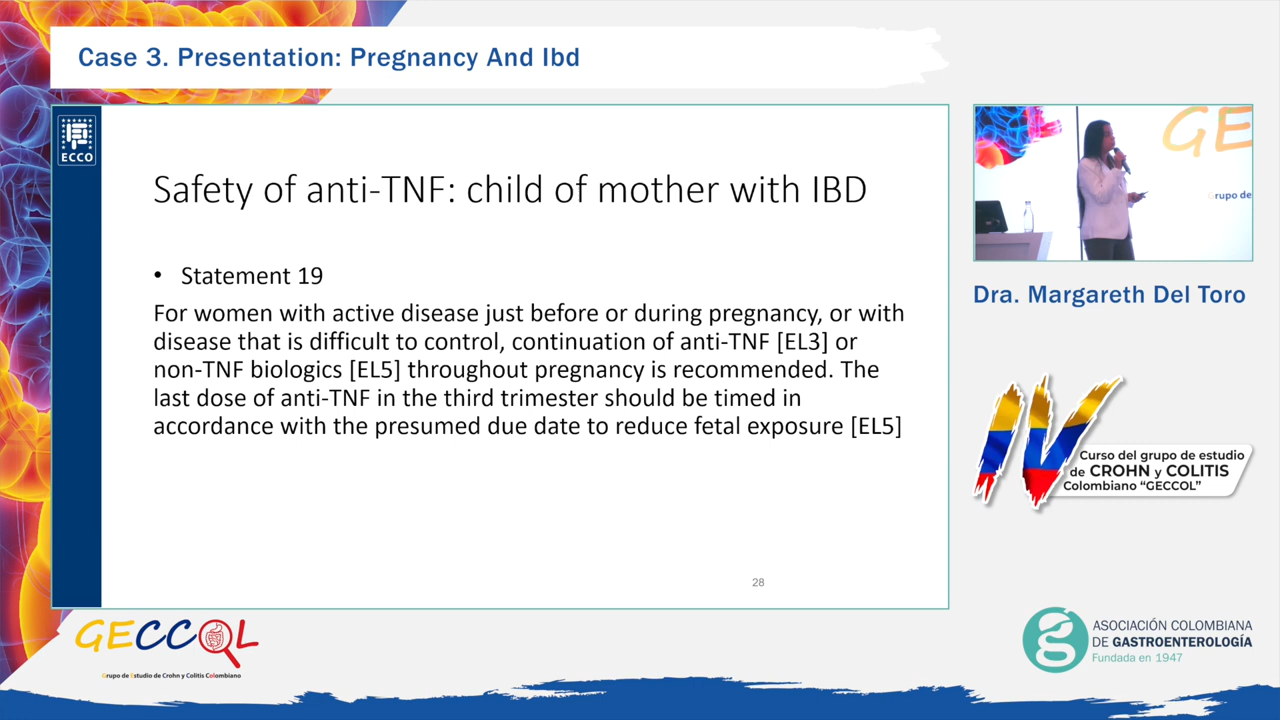 Case 3. Presentation: Pregnancy And Ibd
ECCO
Safety of anti-TNF: child of mother with IBD
• Statement 19
For women with active disease just before or during pregnancy, or with
disease that is difficult to control, continuation of anti-TNF [EL3] or
non-TNF biologics [EL5] throughout pregnancy is recommended. The
last dose of anti-TNF in the third trimester should be timed in
accordance with the presumed due date to reduce fetal exposure [EL5]
28
GE
Grupo de
Dra. Margareth Del Toro
IV
Curso del grupo de estudio
de CROHN y COLITIS
Colombiano “GECCOL”
GECCOL
Grupo de Estudio de Crohn y Colitis Colombiano
ASOCIACIÓN COLOMBIANA
DE GASTROENTEROLOGÍA
Fundada en 1947